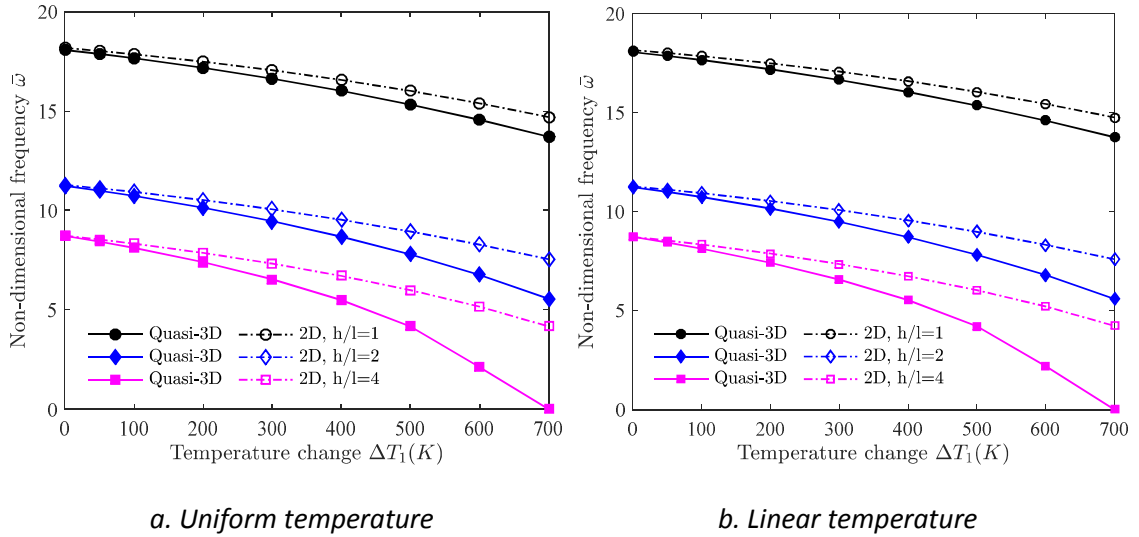 20
15
10
5
0
Non-dimensional frequency ω̄
Quasi-3D 2D, h/l=1
Quasi-3D 2D, h/l=2
Quasi-3D 2D, h/l=4
0 100 200 300 400 500 600 700
Temperature change ΔT₁(K)
a. Uniform temperature
20
15
10
5
0
Non-dimensional frequency ω̄
Quasi-3D 2D, h/l=1
Quasi-3D 2D, h/l=2
Quasi-3D 2D, h/l=4
0 100 200 300 400 500 600 700
Temperature change ΔT₁(K)
b. Linear temperature